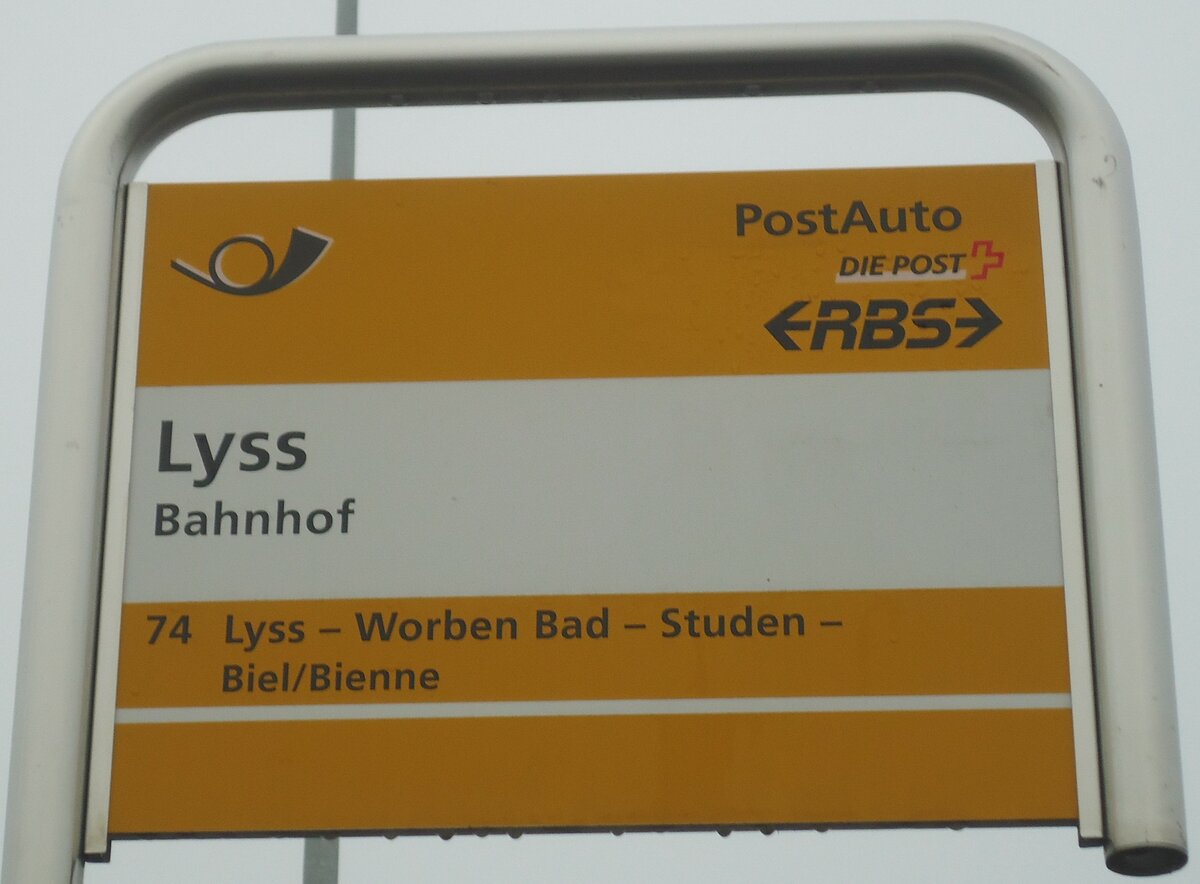 PostAuto
DIE POST
RBS
Lyss
Bahnhof
74 Lyss – Worben Bad – Studen –
Biel/Bienne